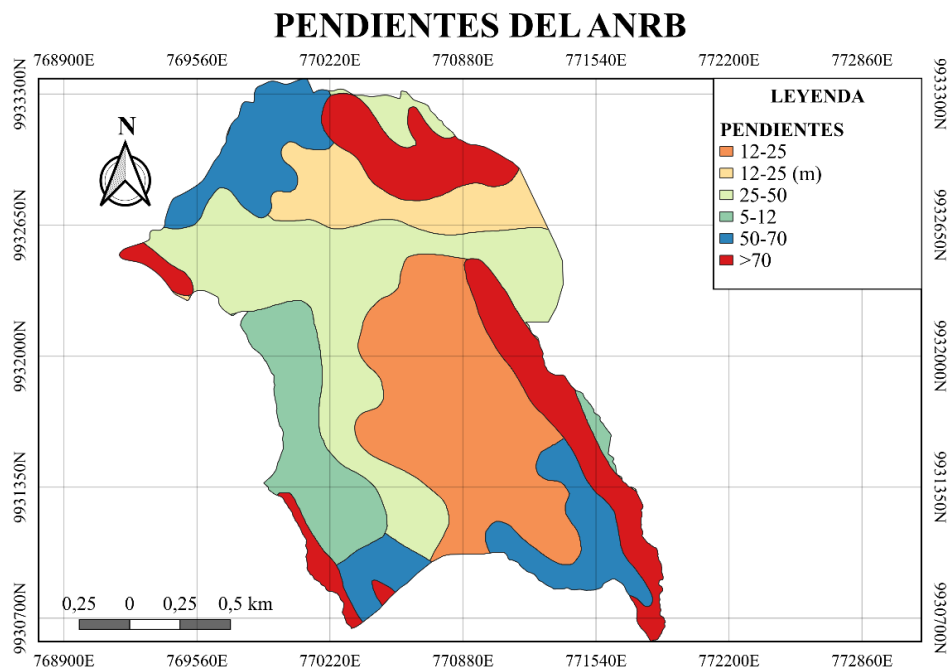 PENDIENTES DEL ANRB
768900E 769560E 770220E 770880E 771540E 772200E 772860E
9933300N 9932650N 9932000N 9931350N 9930700N
N
LEYENDA
PENDIENTES
12-25
12-25 (m)
25-50
5-12
50-70
>70
9933300N 9932650N 9932000N 9931350N 9930700N
0,25 0 0,25 0,5 km
768900E 769560E 770220E 770880E 771540E 772200E 772860E